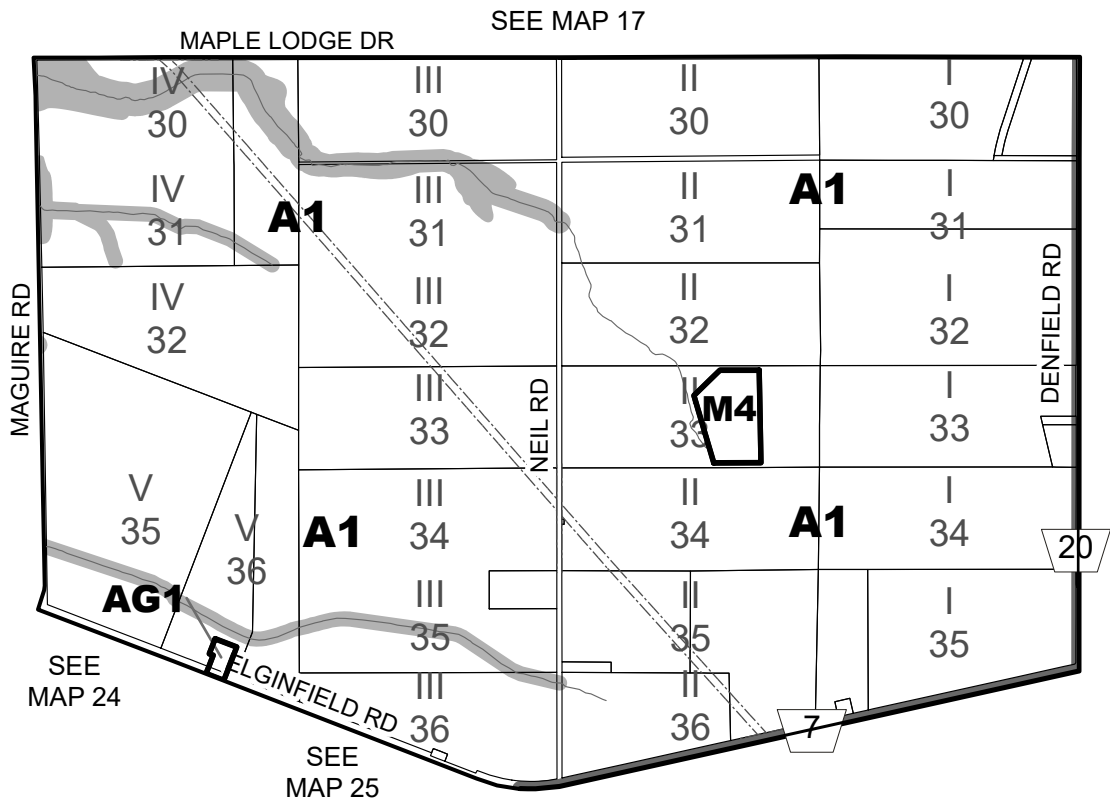 SEE MAP 17
MAPLE LODGE DR
IV
30
III
30
II
30
I
30
IV
31
A1
III
31
II
31
A1
I
31
IV
32
III
32
II
32
I
32
MAGUIRE RD
DENFIELD RD
III
33
NEIL RD
II
33
M4
I
33
V
35
V
36
A1
III
34
II
34
A1
I
34
20
AG1
III
35
II
35
I
35
SEE
MAP 24
ELGINFIELD RD
III
36
II
36
7
SEE
MAP 25